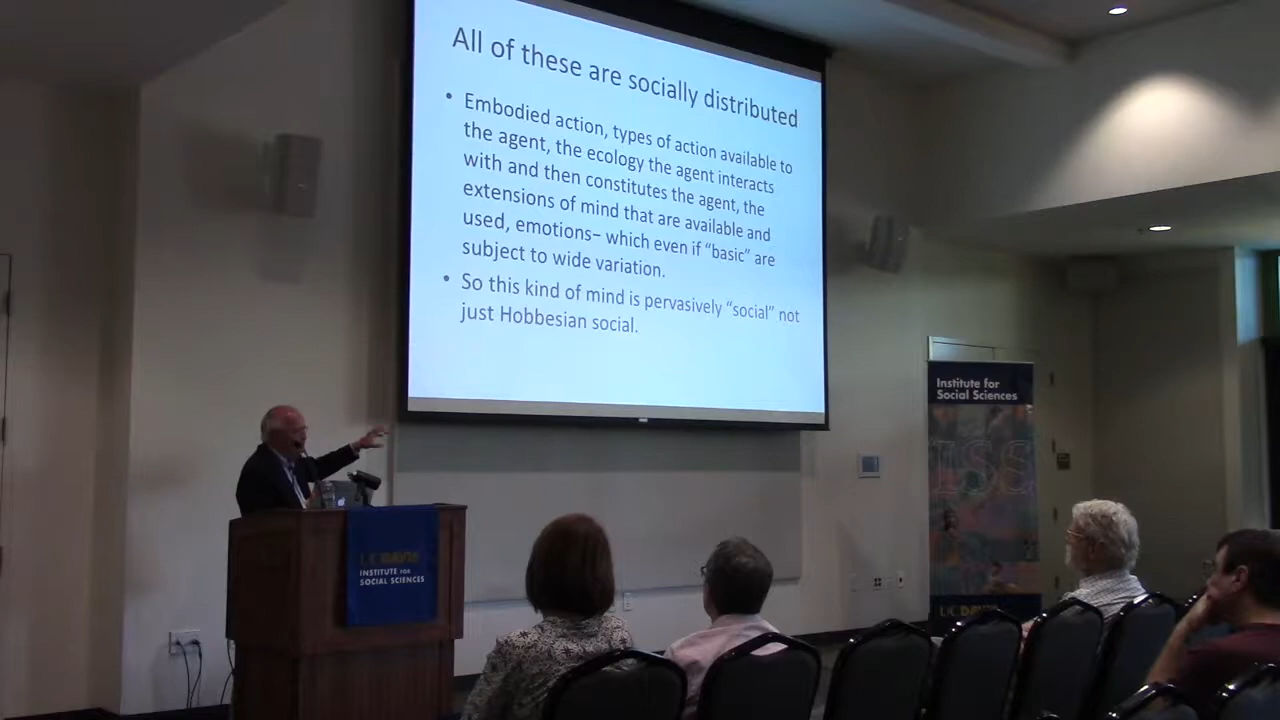 All of these are socially distributed
• Embodied action, types of action available to
the agent, the ecology the agent interacts
with and then constitutes the agent, the
extensions of mind that are available and
used, emotions– which even if “basic” are
subject to wide variation.
• So this kind of mind is pervasively “social” not
just Hobbesian social.
Institute for
Social Sciences
ISS
UC DAVIS
UC DAVIS
INSTITUTE FOR
SOCIAL SCIENCES